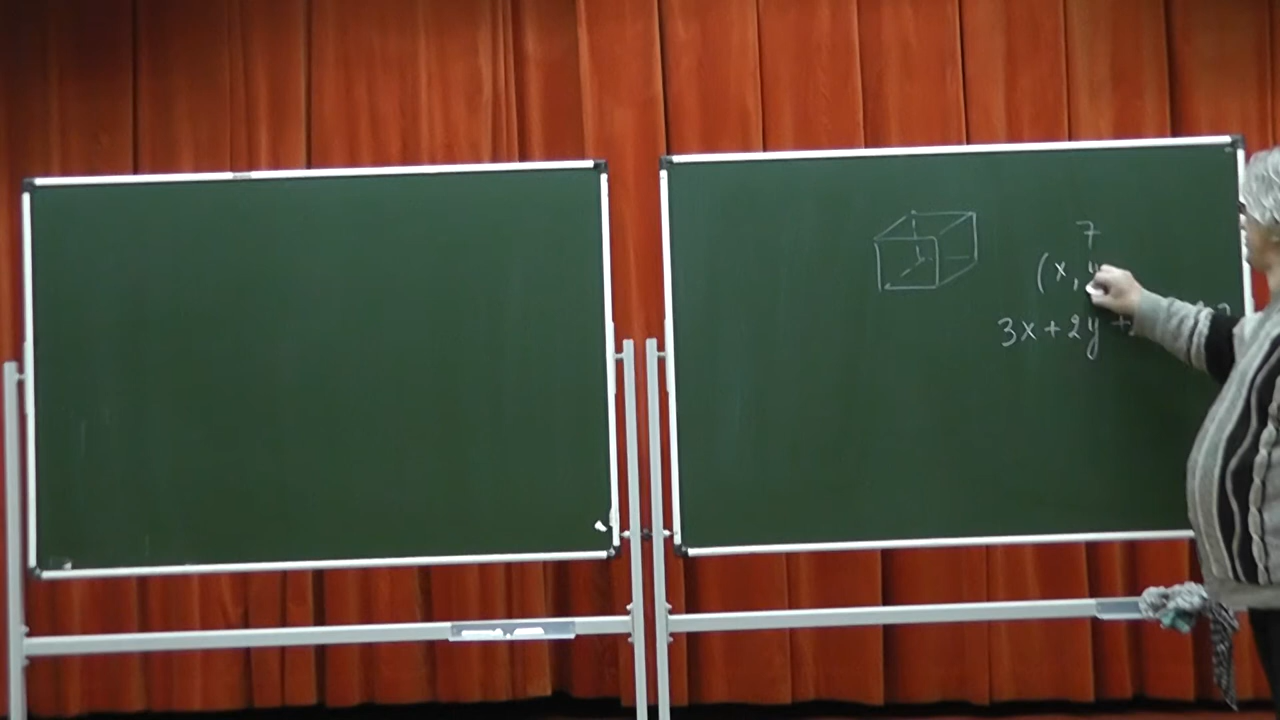 7
(x, y
3x + 2y +